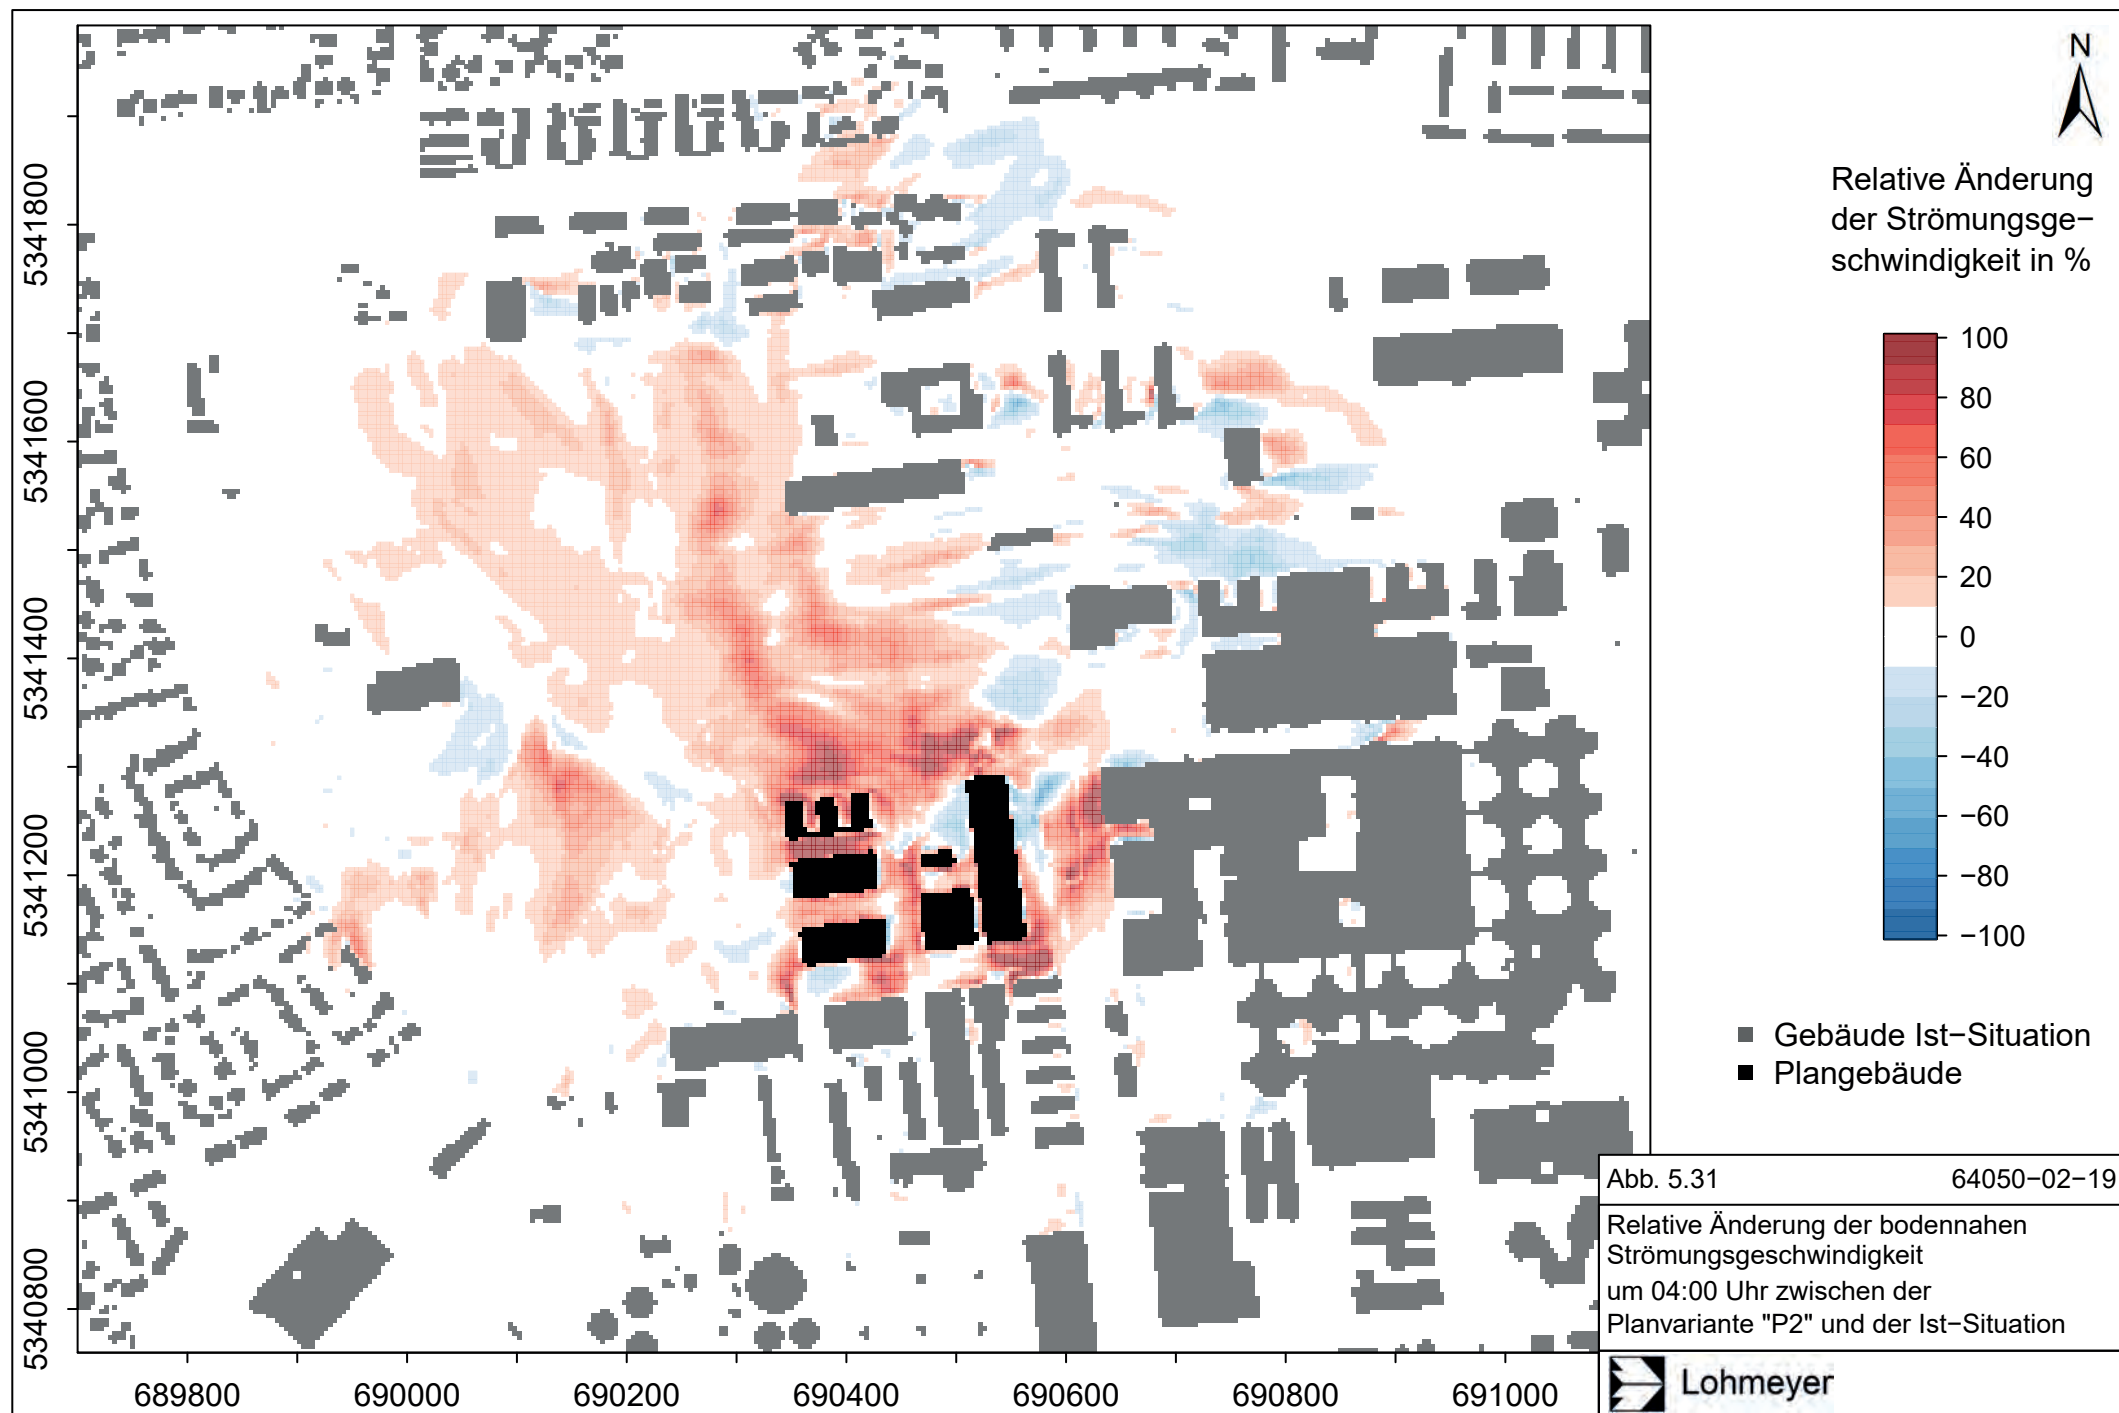 N
Relative Änderung
der Strömungsge−
schwindigkeit in %
100
80
60
40
20
0
−20
−40
−60
−80
−100
Gebäude Ist−Situation
Plangebäude
5341800
5341600
5341400
5341200
5341000
5340800
689800 690000 690200 690400 690600 690800 691000
Abb. 5.31 64050−02−19
Relative Änderung der bodennahen
Strömungsgeschwindigkeit
um 04:00 Uhr zwischen der
Planvariante "P2" und der Ist−Situation
Lohmeyer